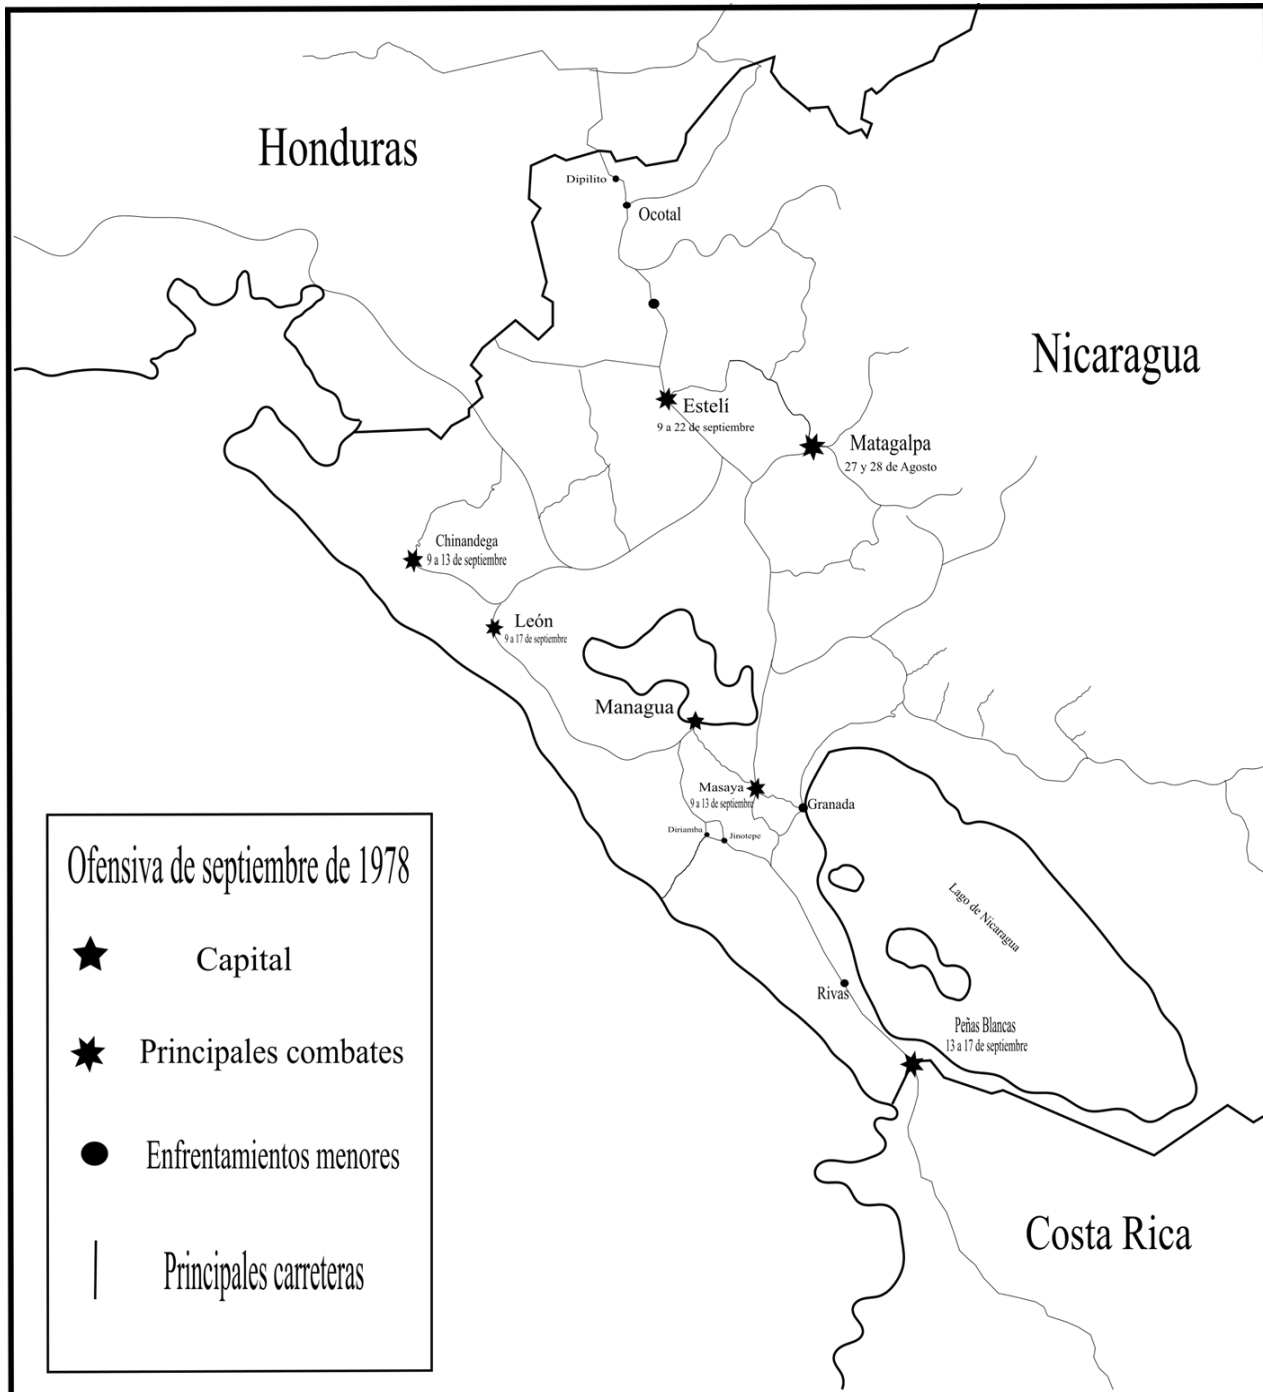 Honduras
Dipilito
Ocotal
Nicaragua
Estelí
9 a 22 de septiembre
Matagalpa
27 y 28 de Agosto
Chinandega
9 a 13 de septiembre
León
9 a 17 de septiembre
Managua
Masaya
9 a 13 de septiembre
Granada
Diriamba
Jinotepe
Lago de Nicaragua
Rivas
Peñas Blancas
13 a 17 de septiembre
Costa Rica
Ofensiva de septiembre de 1978
Capital
Principales combates
Enfrentamientos menores
Principales carreteras